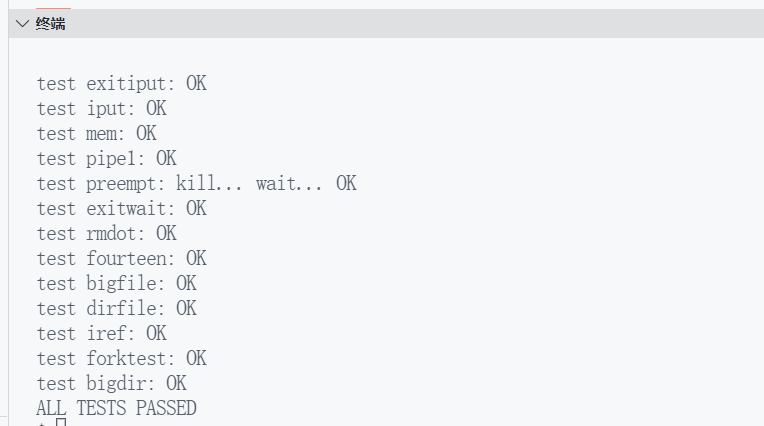 终端
test exitiput: OK
test iput: OK
test mem: OK
test pipe1: OK
test preempt: kill... wait... OK
test exitwait: OK
test rmdot: OK
test fourteen: OK
test bigfile: OK
test dirfile: OK
test iref: OK
test forktest: OK
test bigdir: OK
ALL TESTS PASSED